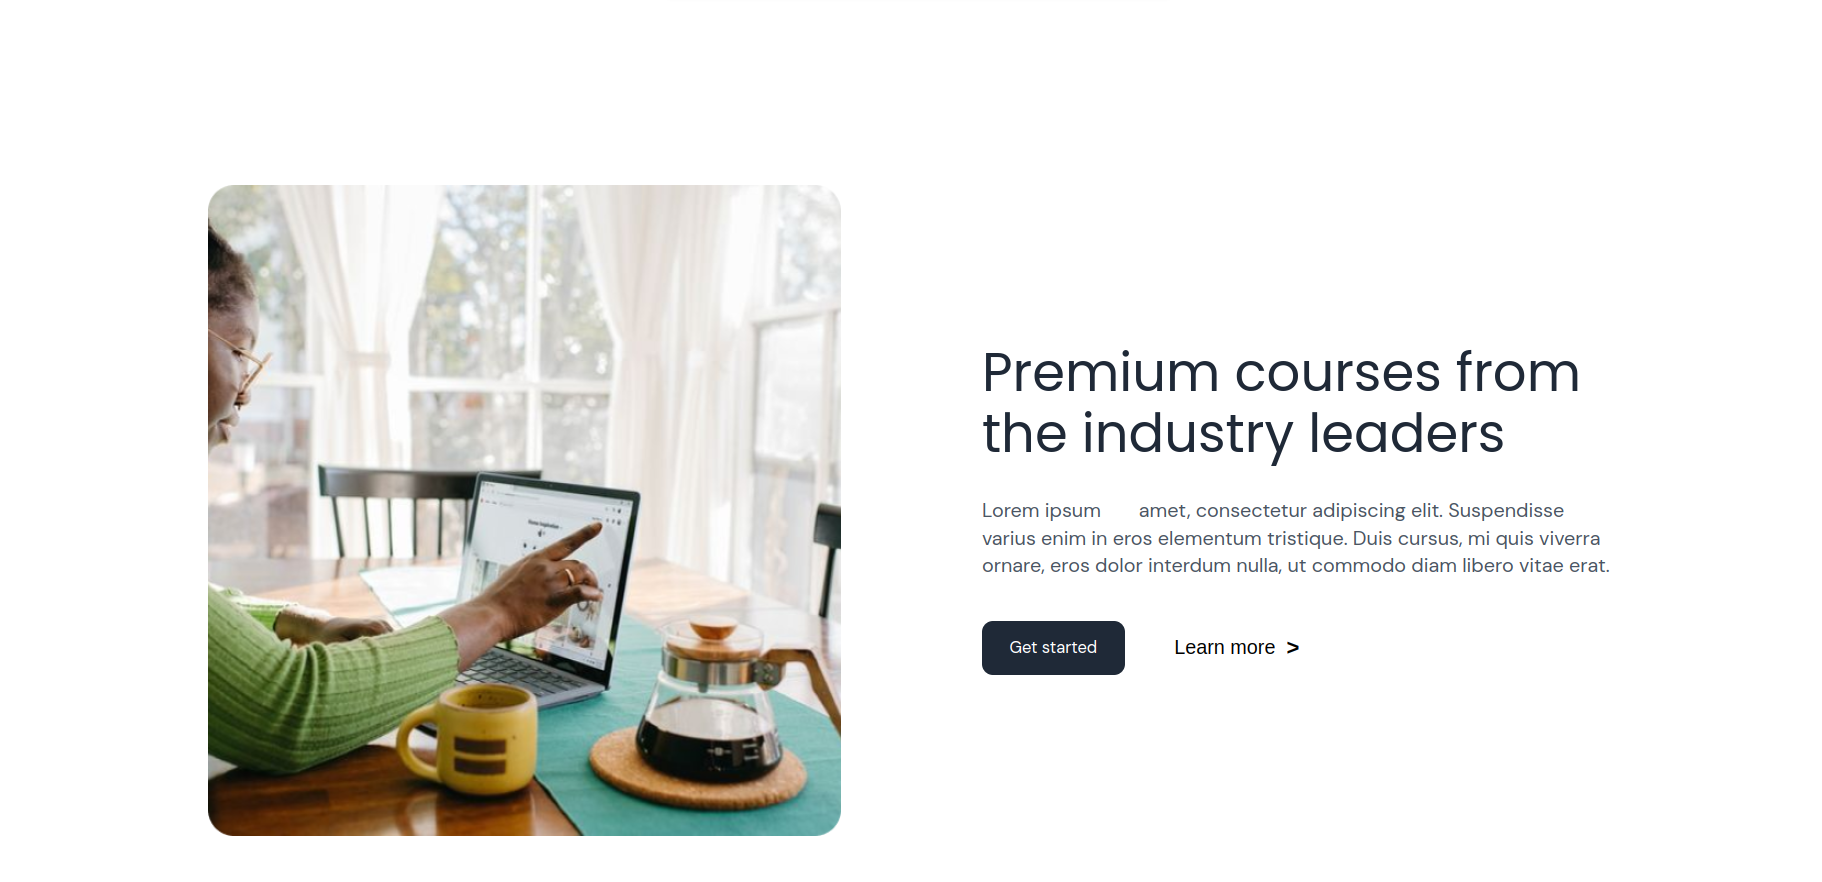 Premium courses from
the industry leaders
Lorem ipsum amet, consectetur adipiscing elit. Suspendisse
varius enim in eros elementum tristique. Duis cursus, mi quis viverra
ornare, eros dolor interdum nulla, ut commodo diam libero vitae erat.
Get started
Learn more >